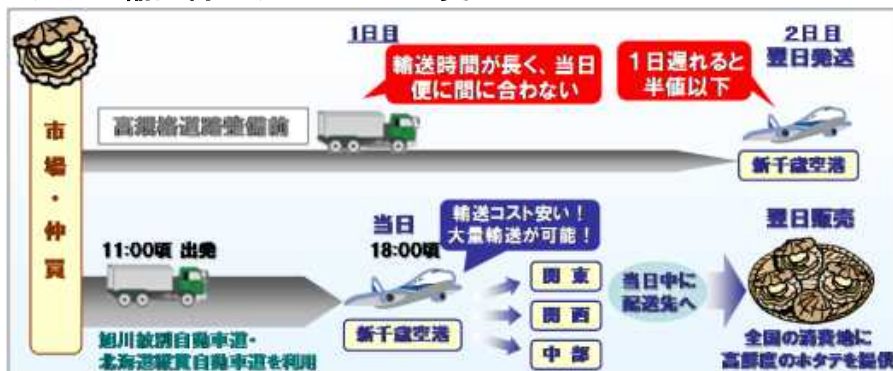 1日目
2日目
翌日発送
輸送時間が長く、当日
便に間に合わない
1日遅れると
半値以下
高規格道路整備前
新千歳空港
市場・仲買
11:00頃 出発
当日
18:00頃
輸送コスト安い！
大量輸送が可能！
翌日販売
関東
関西
中部
当日中に
配送先へ
新千歳空港
旭川紋別自動車道・
北海道縦貫自動車道を利用
全国の消費地に
高鮮度のホタテを提供